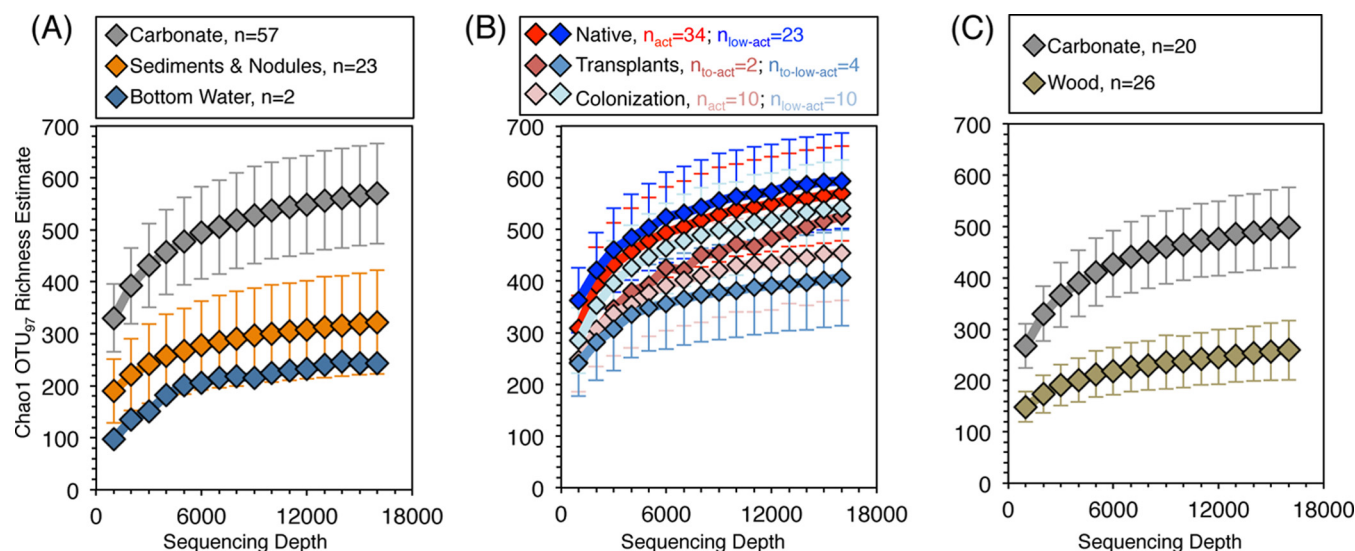 (A)
Carbonate, n=57
Sediments & Nodules, n=23
Bottom Water, n=2
Chao1 OTU97 Richness Estimate
700
600
500
400
300
200
100
0
0 6000 12000 18000
Sequencing Depth
(B)
Native, nact=34; nlow-act=23
Transplants, nto-act=2; nto-low-act=4
Colonization, nact=10; nlow-act=10
700
600
500
400
300
200
100
0
0 6000 12000 18000
Sequencing Depth
(C)
Carbonate, n=20
Wood, n=26
700
600
500
400
300
200
100
0
0 6000 12000 18000
Sequencing Depth